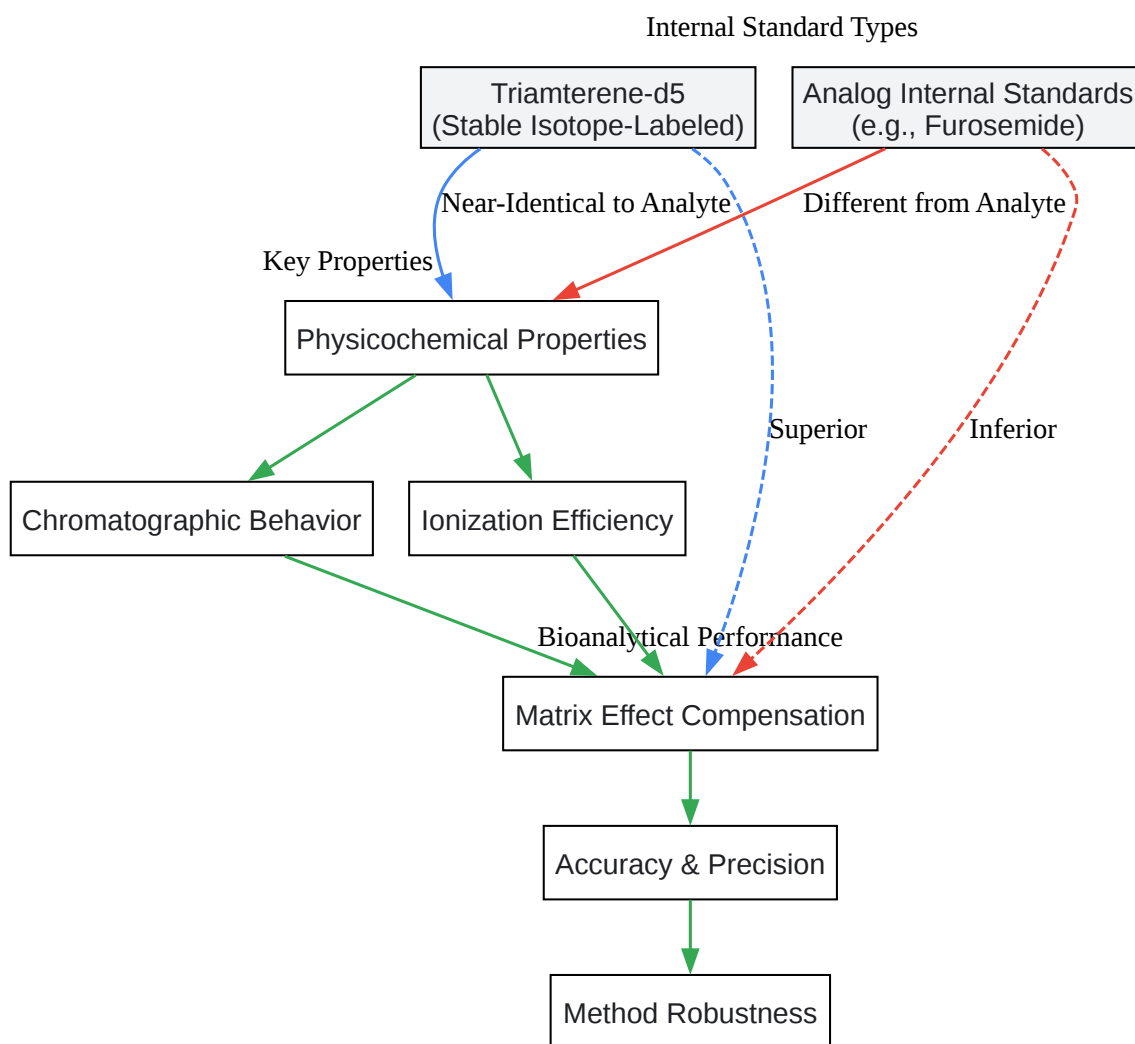 Internal Standard Types
Triamterene-d5
(Stable Isotope-Labeled)
Analog Internal Standards
(e.g., Furosemide)
Near-Identical to Analyte
Different from Analyte
Key Properties
Physicochemical Properties
Superior
Inferior
Chromatographic Behavior
Ionization Efficiency
Bioanalytical Performance
Matrix Effect Compensation
Accuracy & Precision
Method Robustness